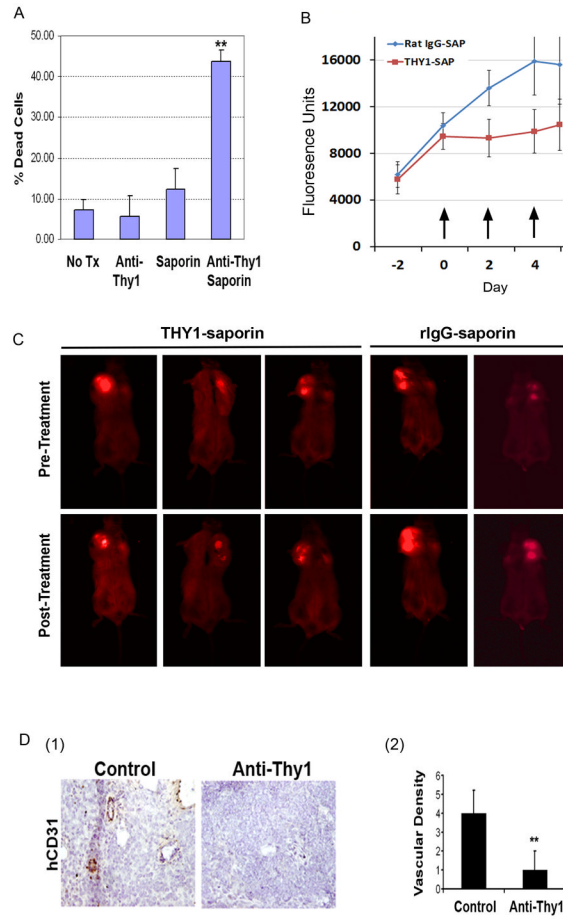 A
**
50.00
40.00
30.00
20.00
10.00
0.00
% Dead Cells
No Tx
Anti-
Thy1
Saporin
Anti-Thy1
Saporin
B
Rat IgG-SAP
THY1-SAP
16000
12000
8000
4000
0
Fluoresence Units
-2
0
2
4
Day
C
THY1-saporin
rIgG-saporin
Pre-Treatment
Post-Treatment
D
(1)
Control
Anti-Thy1
hCD31
(2)
6
5
4
3
2
1
0
Vascular Density
**
Control
Anti-Thy1